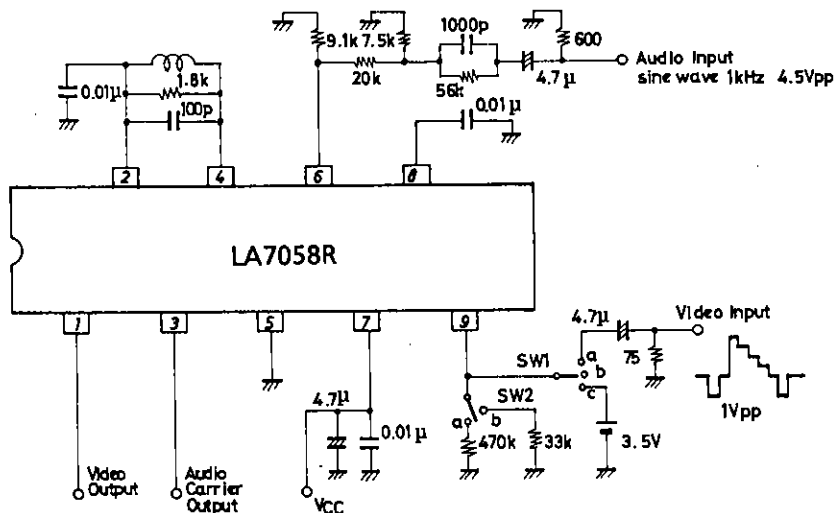 1000p
9.1k 7.5k
600
Audio Input
sine wave 1kHz 4.5Vpp
20k
4.7µ
56k
1.8k
0.01µ
100p
0.01µ
2
4
6
8
LA7058R
1
3
5
7
9
Video Input
4.7µ
75
SW1
a
b
c
1Vpp
SW2
a
b
4.7µ
0.01µ
470k
33k
3.5V
Video
Output
Audio
Carrier
Output
VCC